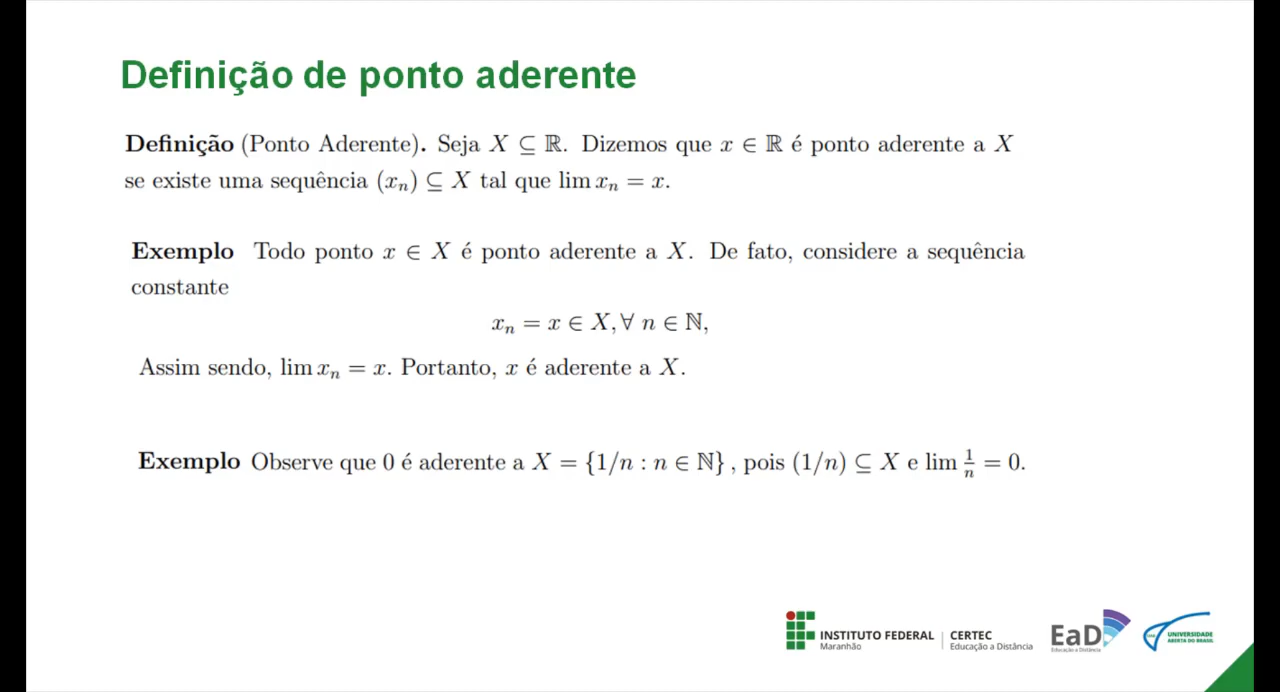 Definição de ponto aderente
Definição (Ponto Aderente). Seja X ⊆ ℝ. Dizemos que x ∈ ℝ é ponto aderente a X
se existe uma sequência (xₙ) ⊆ X tal que lim xₙ = x.
Exemplo Todo ponto x ∈ X é ponto aderente a X. De fato, considere a sequência
constante
xₙ = x ∈ X, ∀ n ∈ ℕ,
Assim sendo, lim xₙ = x. Portanto, x é aderente a X.
Exemplo Observe que 0 é aderente a X = {1/n : n ∈ ℕ} , pois (1/n) ⊆ X e lim 1/n = 0.
INSTITUTO FEDERAL
Maranhão
CERTEC
Educação a Distância
EaD
Educação a Distância
UAB
UNIVERSIDADE
ABERTA DO BRASIL